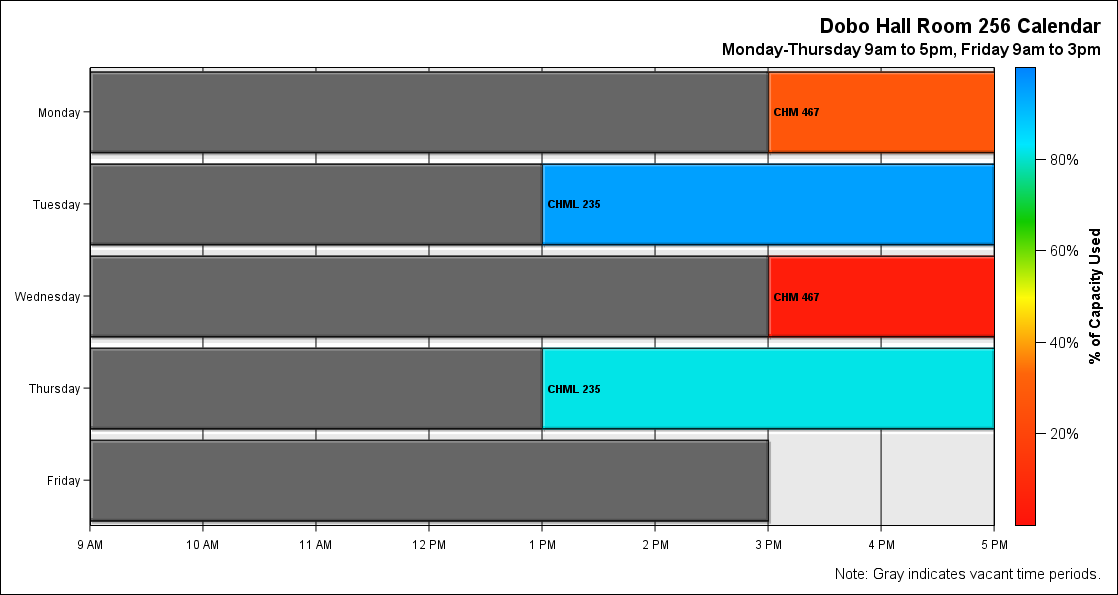 Dobo Hall Room 256 Calendar
Monday-Thursday 9am to 5pm, Friday 9am to 3pm
Monday
CHM 467
Tuesday
CHML 235
Wednesday
CHM 467
Thursday
CHML 235
Friday
9 AM 10 AM 11 AM 12 PM 1 PM 2 PM 3 PM 4 PM 5 PM
80%
60%
40%
20%
% of Capacity Used
Note: Gray indicates vacant time periods.